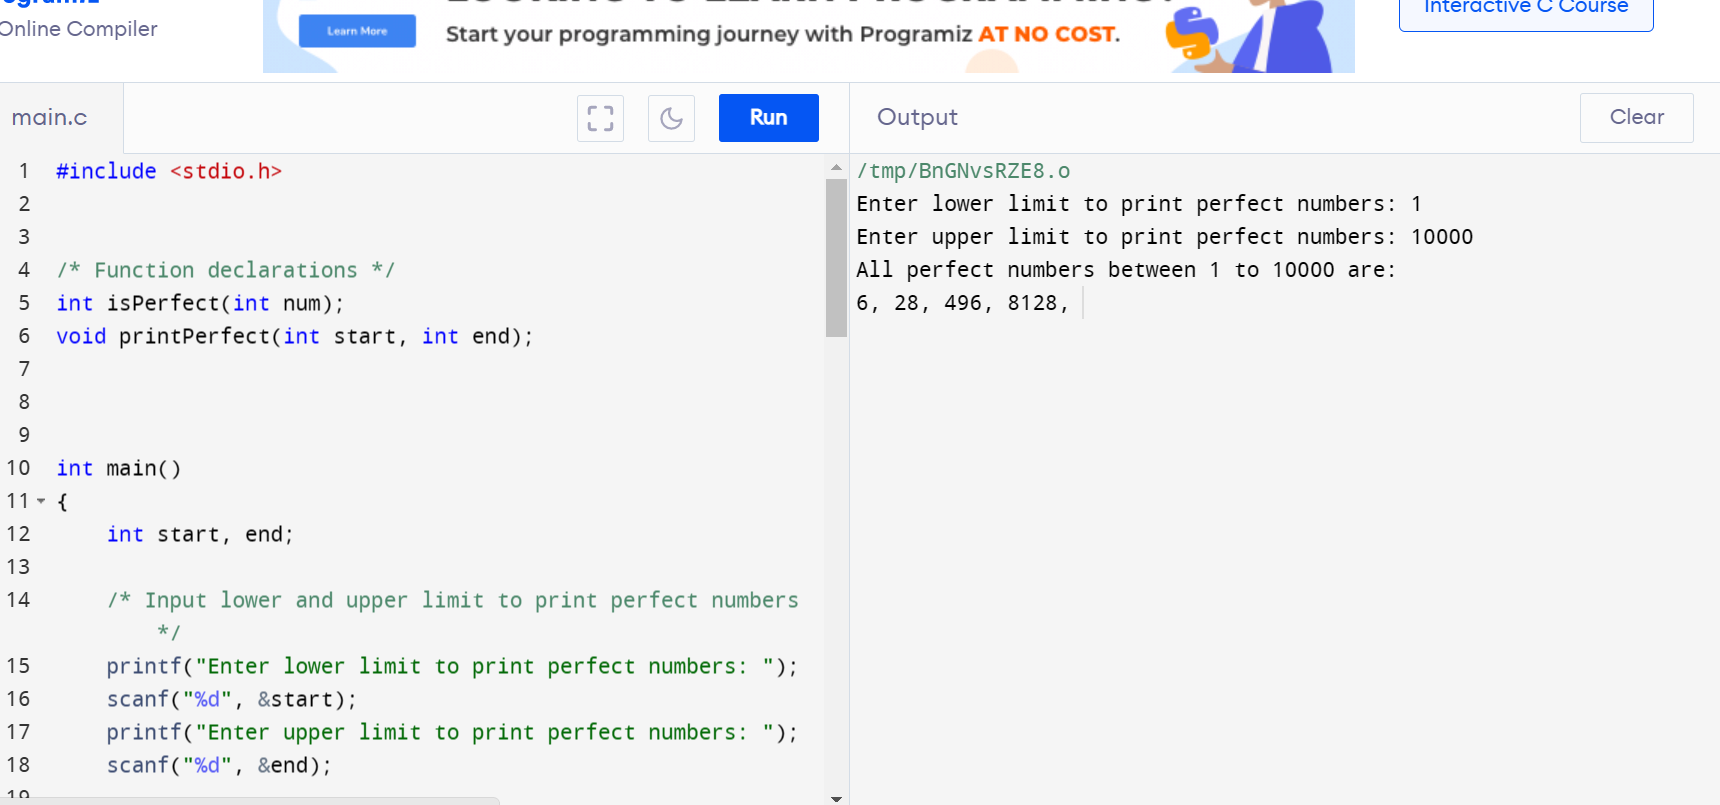 Online Compiler
Learn More
Start your programming journey with Programiz AT NO COST.
Interactive C Course
main.c
Run
Output
Clear
1 #include <stdio.h>
2
3
4 /* Function declarations */
5 int isPerfect(int num);
6 void printPerfect(int start, int end);
7
8
9
10 int main()
11 {
12 int start, end;
13
14 /* Input lower and upper limit to print perfect numbers
*/
15 printf("Enter lower limit to print perfect numbers: ");
16 scanf("%d", &start);
17 printf("Enter upper limit to print perfect numbers: ");
18 scanf("%d", &end);
19
/tmp/BnGNvsRZE8.o
Enter lower limit to print perfect numbers: 1
Enter upper limit to print perfect numbers: 10000
All perfect numbers between 1 to 10000 are:
6, 28, 496, 8128,